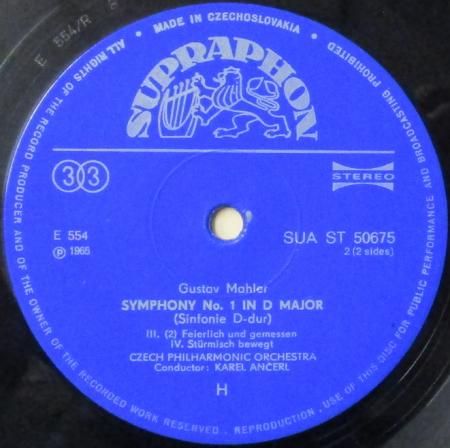 E 554/R
ALL RIGHTS OF THE RECORD PRODUCER AND OF THE OWNER OF THE RECORDED WORK RESERVED . REPRODUCTION . USE OF THIS DISC FOR PUBLIC PERFORMANCE AND BROADCASTING PROHIBITED
MADE IN CZECHOSLOVAKIA
SUPRAPHON
33
STEREO
E 554
℗ 1965
SUA ST 50675
2 (2 sides)
Gustav Mahler
SYMPHONY No. 1 IN D MAJOR
(Sinfonie D-dur)
III. (2) Feierlich und gemessen
IV. Stürmisch bewegt
CZECH PHILHARMONIC ORCHESTRA
Conductor: KAREL ANČERL
H